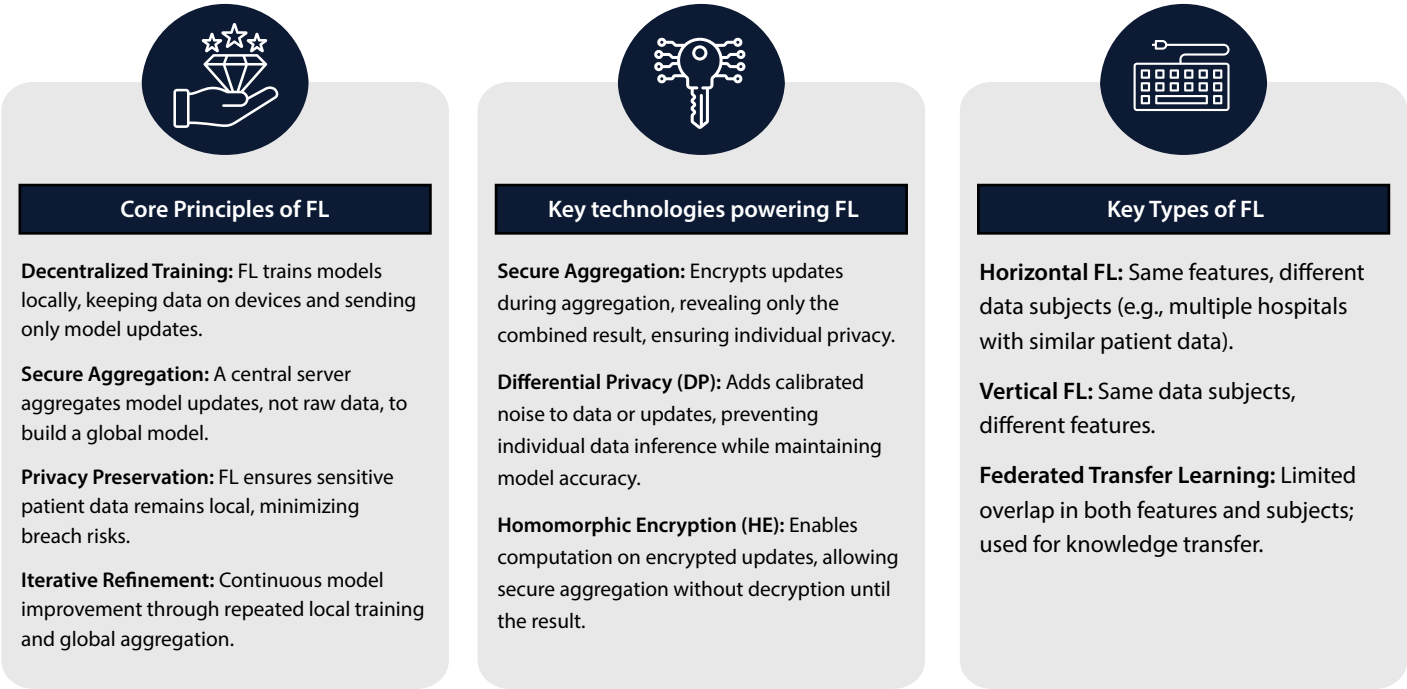 Core Principles of FL
Decentralized Training: FL trains models
locally, keeping data on devices and sending
only model updates.
Secure Aggregation: A central server
aggregates model updates, not raw data, to
build a global model.
Privacy Preservation: FL ensures sensitive
patient data remains local, minimizing
breach risks.
Iterative Refinement: Continuous model
improvement through repeated local training
and global aggregation.
Key technologies powering FL
Secure Aggregation: Encrypts updates
during aggregation, revealing only the
combined result, ensuring individual privacy.
Differential Privacy (DP): Adds calibrated
noise to data or updates, preventing
individual data inference while maintaining
model accuracy.
Homomorphic Encryption (HE): Enables
computation on encrypted updates, allowing
secure aggregation without decryption until
the result.
Key Types of FL
Horizontal FL: Same features, different
data subjects (e.g., multiple hospitals
with similar patient data).
Vertical FL: Same data subjects,
different features.
Federated Transfer Learning: Limited
overlap in both features and subjects;
used for knowledge transfer.